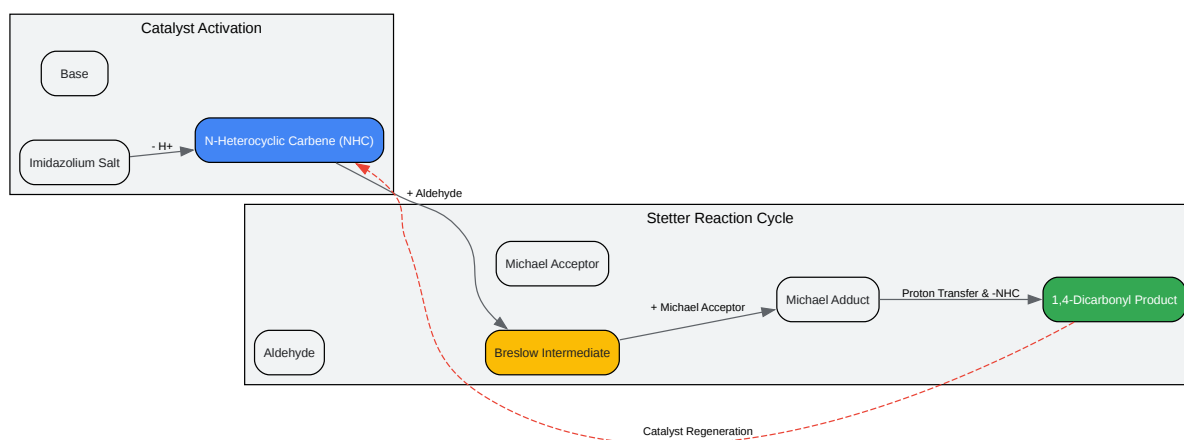 Catalyst Activation
Base
Imidazolium Salt
- H+
N-Heterocyclic Carbene (NHC)
+ Aldehyde
Stetter Reaction Cycle
Michael Acceptor
Aldehyde
Breslow Intermediate
+ Michael Acceptor
Michael Adduct
Proton Transfer & -NHC
1,4-Dicarbonyl Product
Catalyst Regeneration